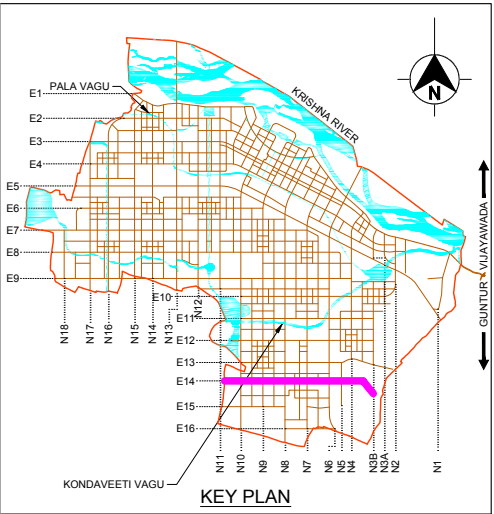 PALA VAGU
KRISHNA RIVER
N
GUNTUR
VIJAYAWADA
E1
E2
E3
E4
E5
E6
E7
E8
E9
E10
E11
E12
E13
E14
E15
E16
N18
N17
N16
N15
N14
N13
N12
N11
N10
N9
N8
N7
N6
N5
N4
N3B
N3A
N2
N1
KONDAVEETI VAGU
KEY PLAN